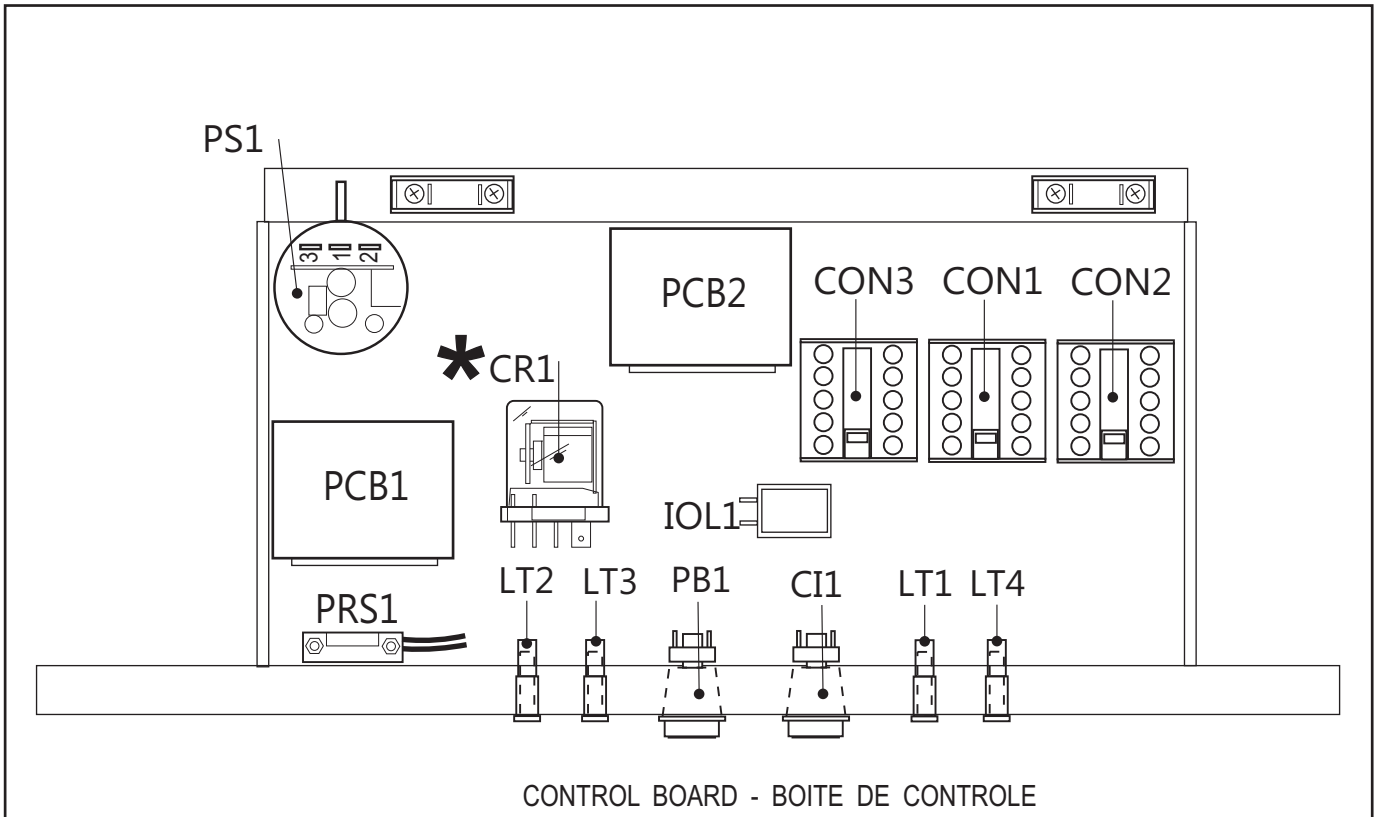 PS1
3 1 2
PCB2
CON3 CON1 CON2
*CR1
PCB1
IOL1
LT2 LT3 PB1 CI1 LT1 LT4
PRS1
CONTROL BOARD - BOITE DE CONTROLE